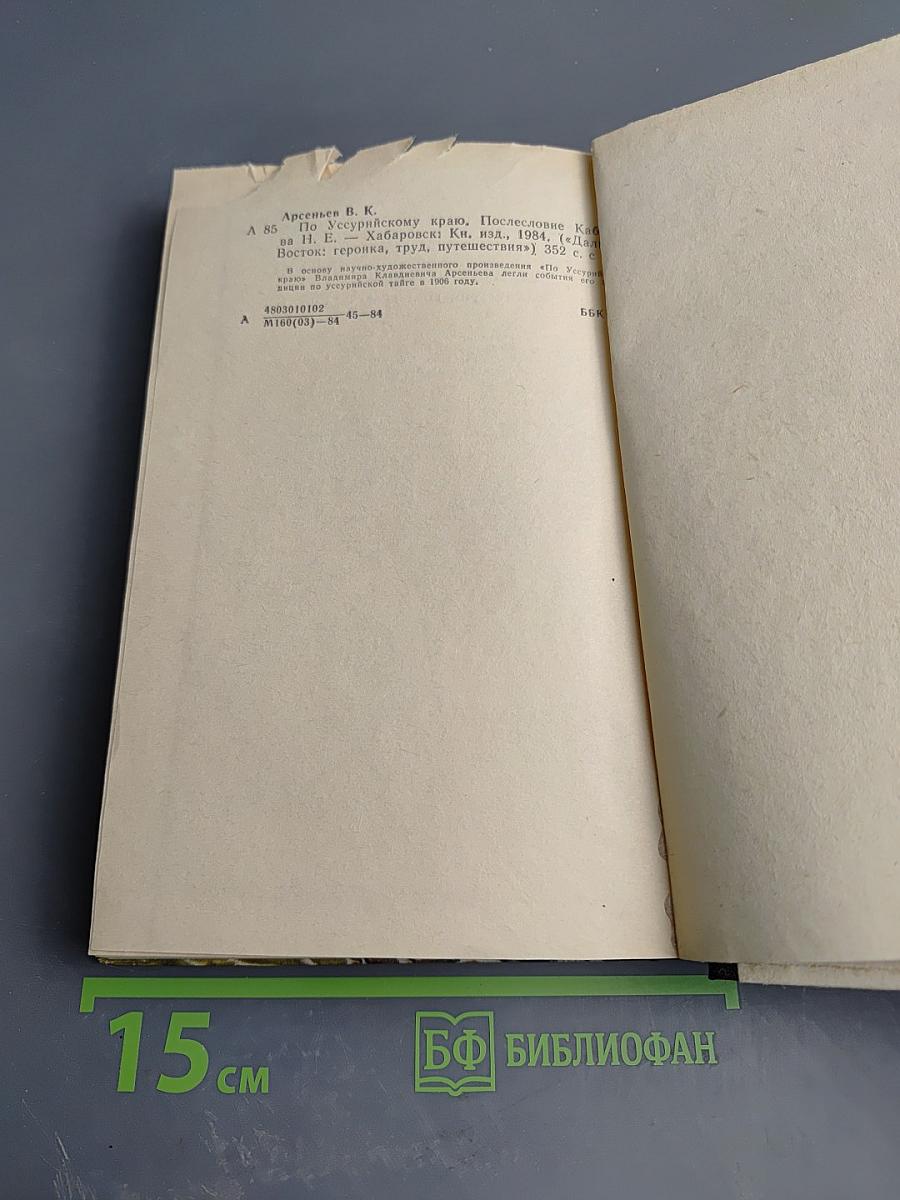 Арсеньев В. К.
А 85 По Уссурийскому краю. Послесловие Каб
ва Н. Е. — Хабаровск: Кн. изд., 1984. («Даль
Восток: героика, труд, путешествия») 352 с. с
В основу научно-художественного произведения «По Уссурий
краю» Владимира Клавдиевича Арсеньева легли события его
диции по уссурийской тайге в 1906 году.
А 4803010102
М160(03)—84 45—84 ББК
15 см БФ БИБЛИОФАН